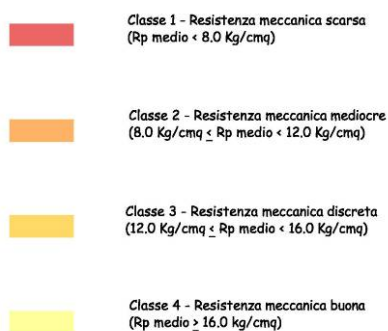 Classe 1 - Resistenza meccanica scarsa
(Rp medio < 8.0 Kg/cmq)
Classe 2 - Resistenza meccanica mediocre
(8.0 Kg/cmq ≤ Rp medio < 12.0 Kg/cmq)
Classe 3 - Resistenza meccanica discreta
(12.0 Kg/cmq ≤ Rp medio < 16.0 Kg/cmq)
Classe 4 - Resistenza meccanica buona
(Rp medio ≥ 16.0 kg/cmq)